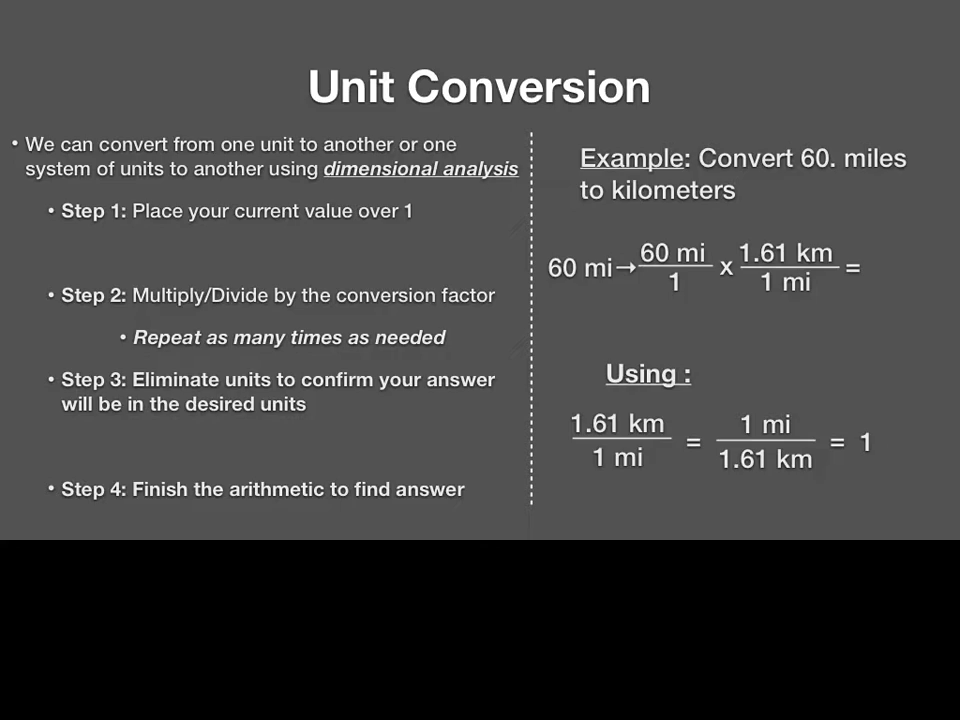 Unit Conversion
• We can convert from one unit to another or one
system of units to another using dimensional analysis
• Step 1: Place your current value over 1
• Step 2: Multiply/Divide by the conversion factor
• Repeat as many times as needed
• Step 3: Eliminate units to confirm your answer
will be in the desired units
• Step 4: Finish the arithmetic to find answer
Example: Convert 60. miles
to kilometers
60 mi→ 60 mi / 1 x 1.61 km / 1 mi =
Using :
1.61 km / 1 mi = 1 mi / 1.61 km = 1